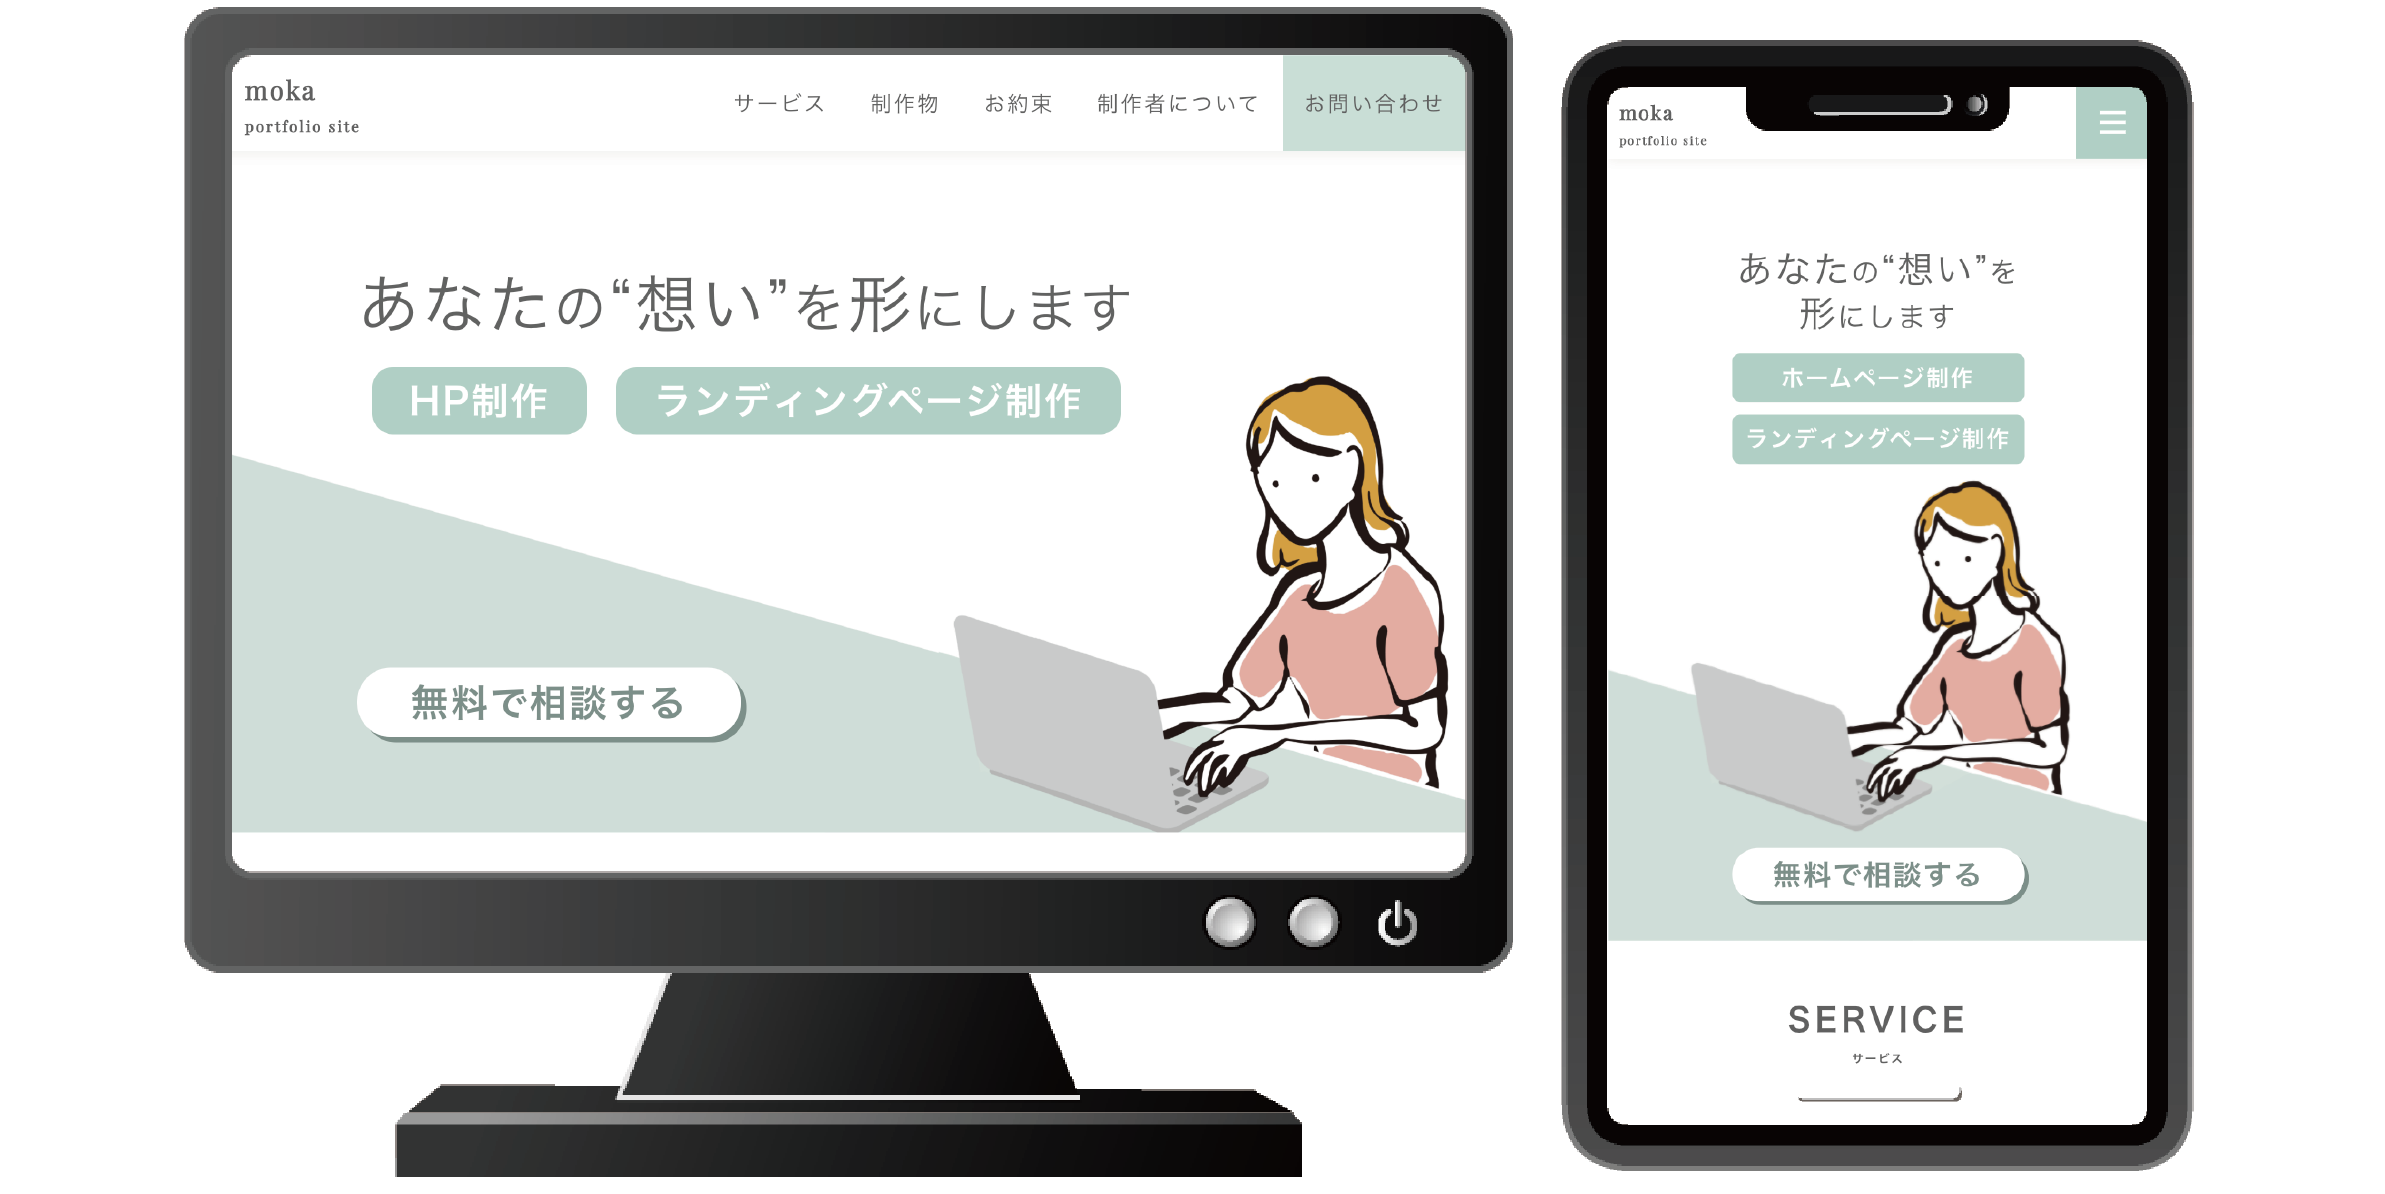 moka
portfolio site
サービス 制作物 お約束 制作者について お問い合わせ
あなたの“想い”を形にします
HP制作 ランディングページ制作
無料で相談する
moka
portfolio site
あなたの“想い”を
形にします
ホームページ制作
ランディングページ制作
無料で相談する
SERVICE
サービス